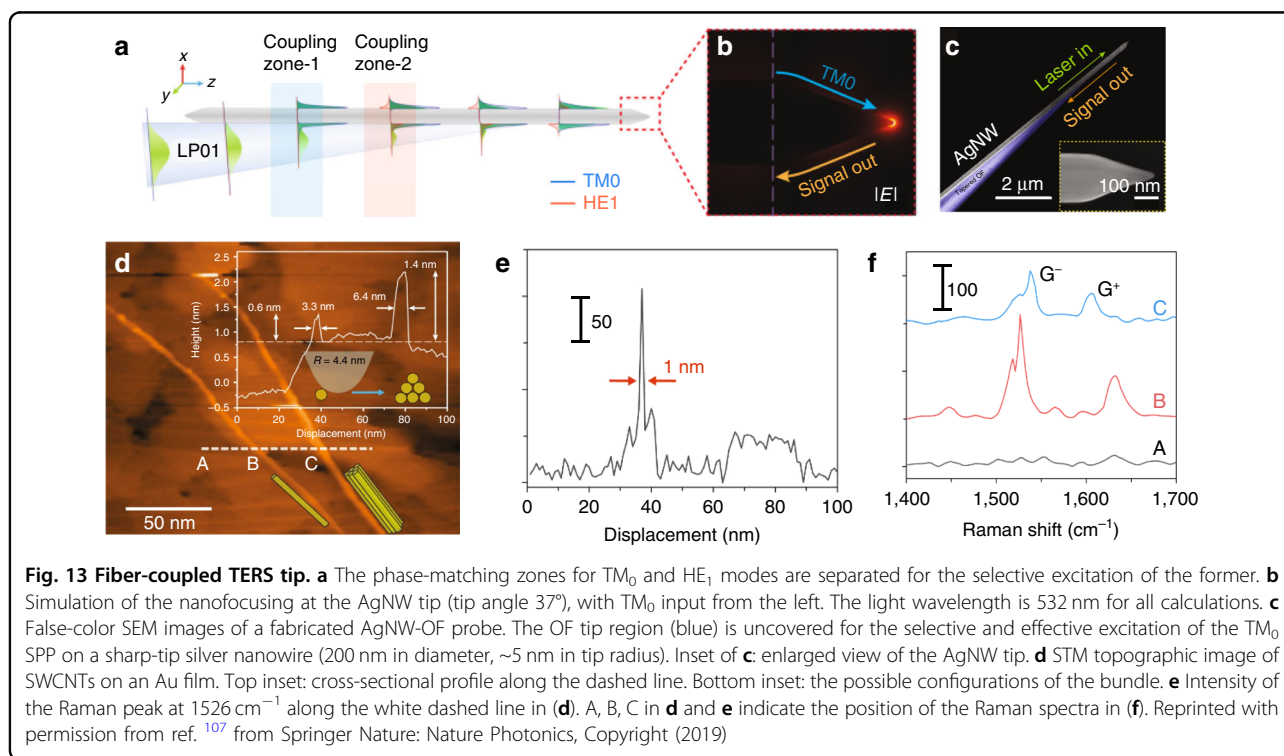 a
Coupling
zone-1
Coupling
zone-2
x
y
z
LP01
TM0
HE1
b
TM0
Signal out
|E|
c
Laser in
Signal out
AgNW
Tapered OF
2 μm
100 nm
d
2.5
2.0
1.5
1.0
0.5
0.0
−0.5
Height (nm)
0.6 nm
3.3 nm
6.4 nm
1.4 nm
R = 4.4 nm
0 20 40 60 80 100
Displacement (nm)
A B C
50 nm
e
50
1 nm
0 20 40 60 80 100
Displacement (nm)
f
100
G−
G+
C
B
A
1,400 1,500 1,600 1,700
Raman shift (cm−1)
Fig. 13 Fiber-coupled TERS tip. a The phase-matching zones for TM0 and HE1 modes are separated for the selective excitation of the former. b
Simulation of the nanofocusing at the AgNW tip (tip angle 37°), with TM0 input from the left. The light wavelength is 532 nm for all calculations. c
False-color SEM images of a fabricated AgNW-OF probe. The OF tip region (blue) is uncovered for the selective and effective excitation of the TM0
SPP on a sharp-tip silver nanowire (200 nm in diameter, ~5 nm in tip radius). Inset of c: enlarged view of the AgNW tip. d STM topographic image of
SWCNTs on an Au film. Top inset: cross-sectional profile along the dashed line. Bottom inset: the possible configurations of the bundle. e Intensity of
the Raman peak at 1526 cm−1 along the white dashed line in (d). A, B, C in d and e indicate the position of the Raman spectra in (f). Reprinted with
permission from ref. 107 from Springer Nature: Nature Photonics, Copyright (2019)